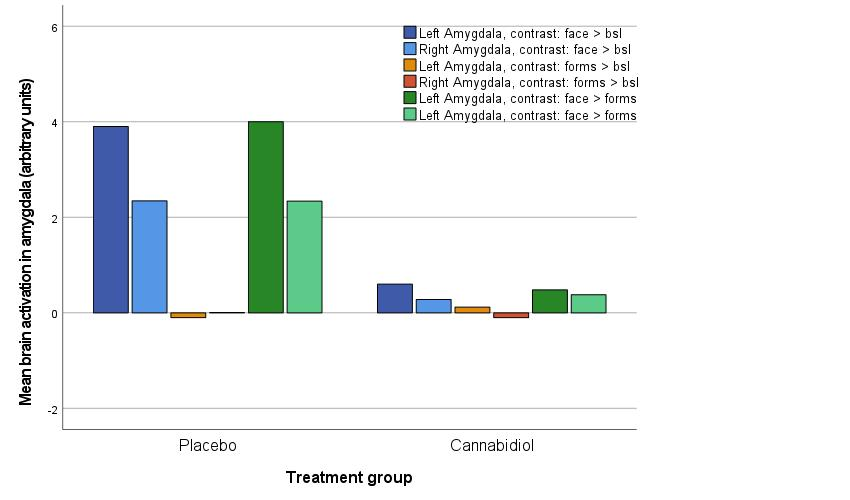 6
Left Amygdala, contrast: face > bsl
Right Amygdala, contrast: face > bsl
Left Amygdala, contrast: forms > bsl
Right Amygdala, contrast: forms > bsl
Left Amygdala, contrast: face > forms
Left Amygdala, contrast: face > forms
4
2
0
-2
Mean brain activation in amygdala (arbitrary units)
Placebo
Cannabidiol
Treatment group